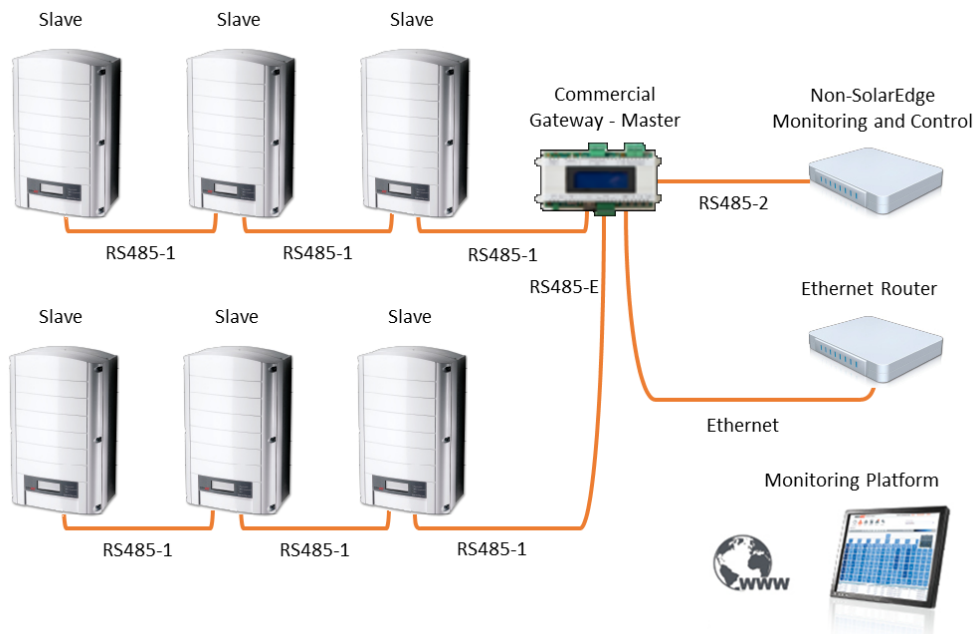 Slave
Slave
Slave
Commercial
Gateway - Master
Non-SolarEdge
Monitoring and Control
RS485-2
RS485-1
RS485-1
RS485-1
RS485-E
Ethernet Router
Slave
Slave
Slave
Ethernet
Monitoring Platform
RS485-1
RS485-1
RS485-1
WWW